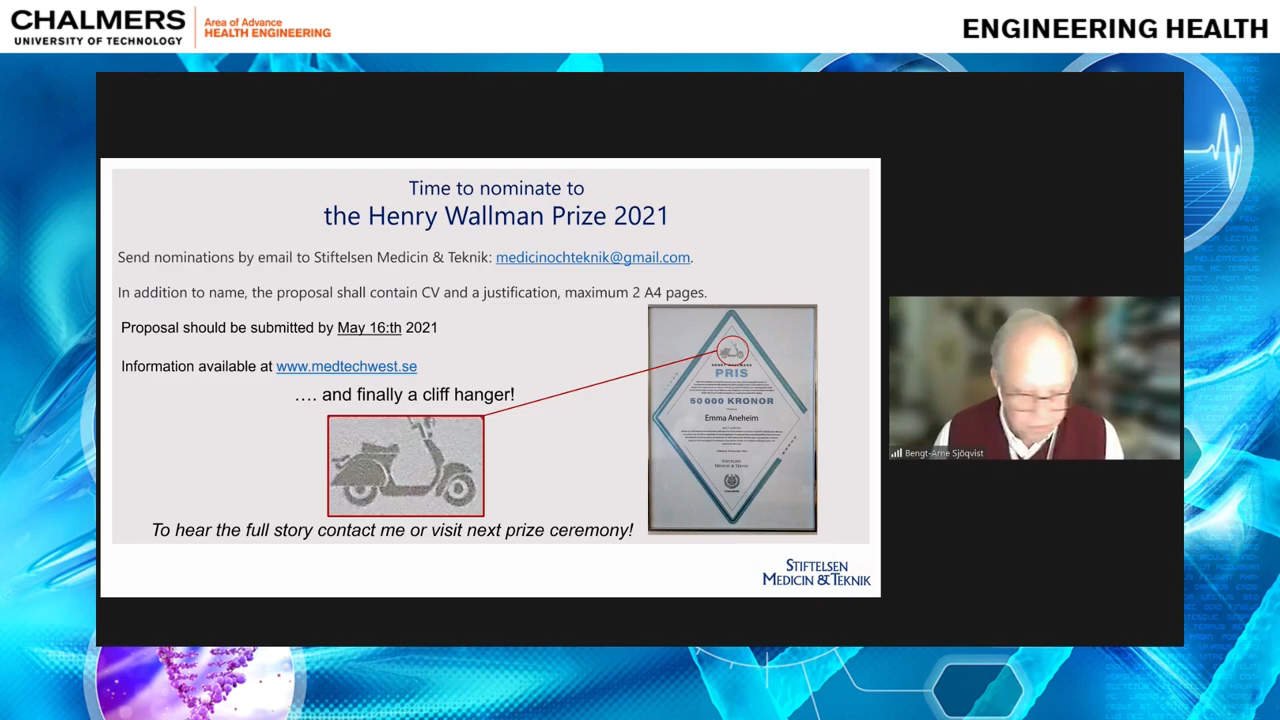 CHALMERS
UNIVERSITY OF TECHNOLOGY
Area of Advance
HEALTH ENGINEERING
ENGINEERING HEALTH
Time to nominate to
the Henry Wallman Prize 2021
Send nominations by email to Stiftelsen Medicin & Teknik: medicinochteknik@gmail.com.
In addition to name, the proposal shall contain CV and a justification, maximum 2 A4 pages.
Proposal should be submitted by May 16:th 2021
Information available at www.medtechwest.se
…. and finally a cliff hanger!
PRIS
50 000 KRONOR
Emma Aneheim
STIFTELSEN
MEDICIN & TEKNIK
CHALMERS
To hear the full story contact me or visit next prize ceremony!
STIFTELSEN
MEDICIN & TEKNIK
Bengt-Arne Sjöqvist